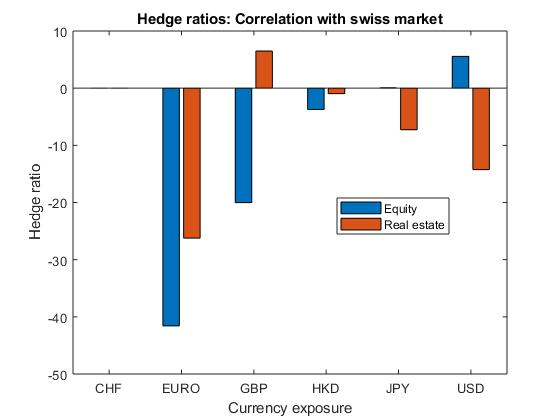 Hedge ratios: Correlation with swiss market
10
0
-10
-20
-30
-40
-50
Hedge ratio
Equity
Real estate
CHF EURO GBP HKD JPY USD
Currency exposure